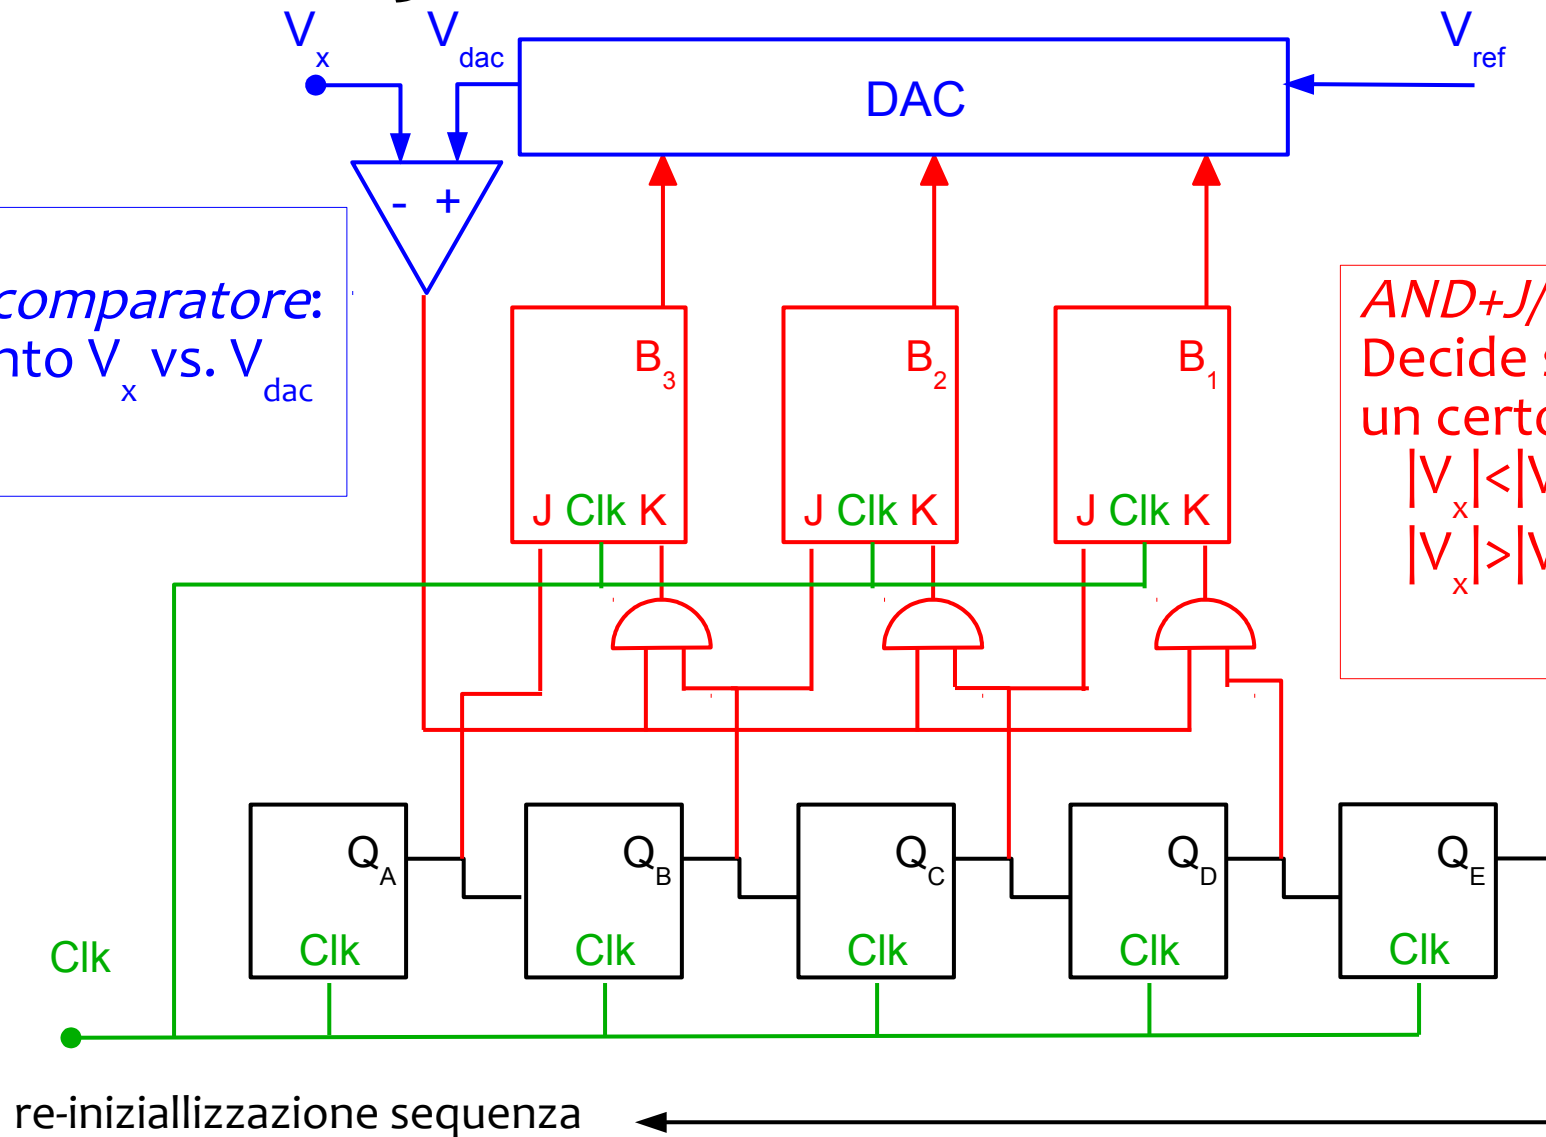 Vx Vdac Vref
DAC
- +
comparatore:
nto Vx vs. Vdac
AND+J/
Decide s
un certo
|Vx|<|V
|Vx|>|V
B3 B2 B1
J Clk K J Clk K J Clk K
QA QB QC QD QE
Clk Clk Clk Clk Clk Clk
re-iniziallizzazione sequenza